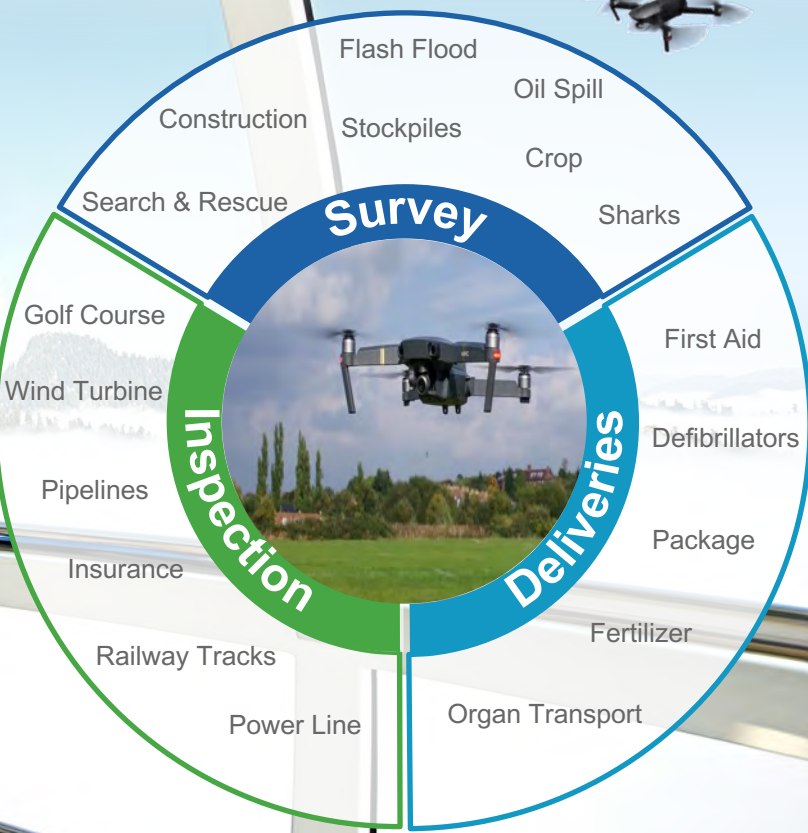 Flash Flood
Oil Spill
Construction
Stockpiles
Crop
Search & Rescue
Sharks
Survey
Golf Course
Wind Turbine
Pipelines
Insurance
Railway Tracks
Power Line
Inspection
First Aid
Defibrillators
Package
Fertilizer
Organ Transport
Deliveries